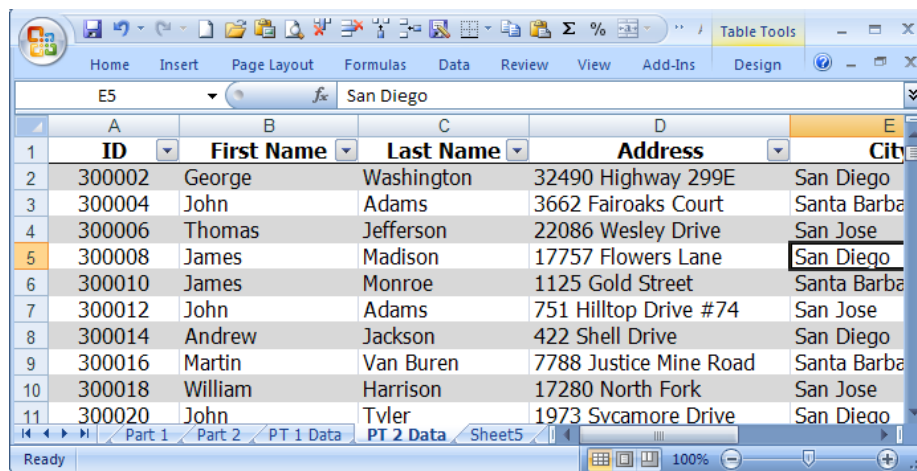 Table Tools
Home Insert Page Layout Formulas Data Review View Add-Ins Design
E5 fx San Diego
A B C D E
1 ID First Name Last Name Address City
2 300002 George Washington 32490 Highway 299E San Diego
3 300004 John Adams 3662 Fairoaks Court Santa Barba
4 300006 Thomas Jefferson 22086 Wesley Drive San Jose
5 300008 James Madison 17757 Flowers Lane San Diego
6 300010 James Monroe 1125 Gold Street Santa Barba
7 300012 John Adams 751 Hilltop Drive #74 San Jose
8 300014 Andrew Jackson 422 Shell Drive San Diego
9 300016 Martin Van Buren 7788 Justice Mine Road Santa Barba
10 300018 William Harrison 17280 North Fork San Jose
11 300020 John Tyler 1973 Sycamore Drive San Diego
Part 1 Part 2 PT 1 Data PT 2 Data Sheet5
Ready 100%